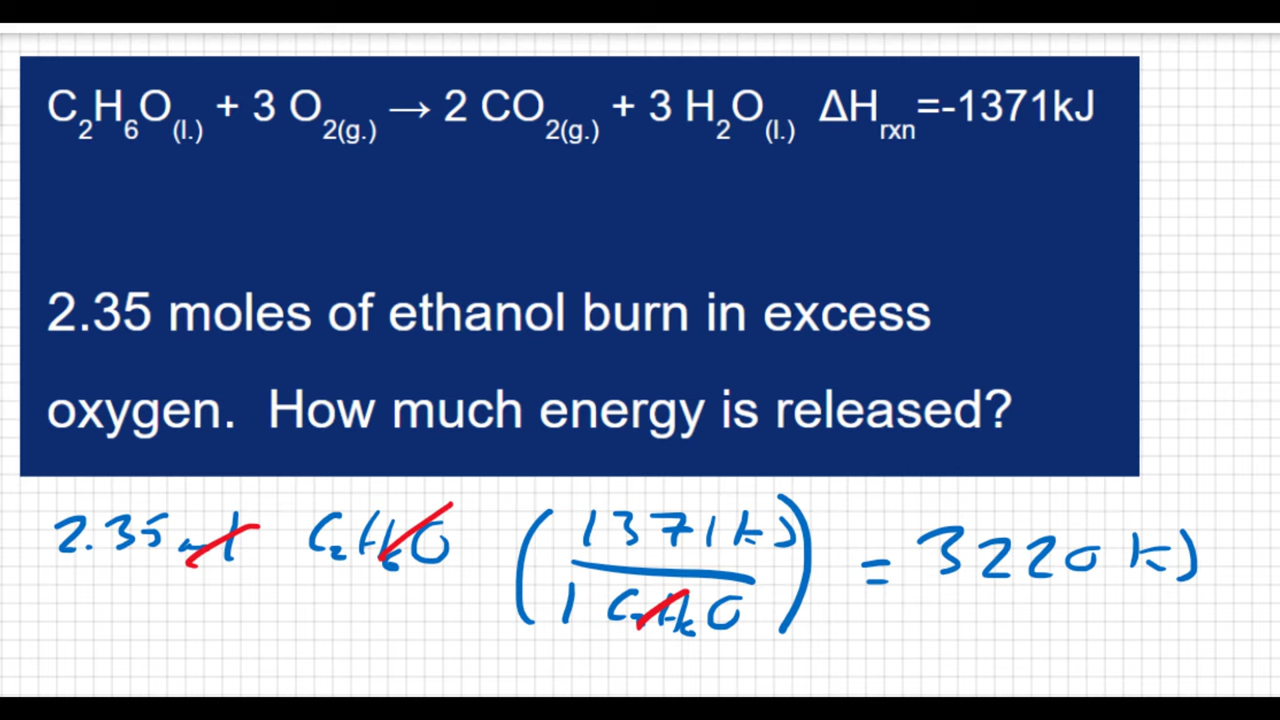 C₂H₆O(l.) + 3 O₂(g.) → 2 CO₂(g.) + 3 H₂O(l.) ΔHrxn=-1371kJ
2.35 moles of ethanol burn in excess
oxygen. How much energy is released?
2.35 mol C₂H₆O (1371 kJ / 1 C₂H₆O) = 3220 kJ